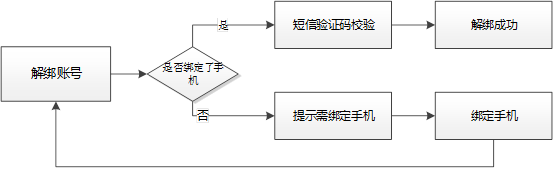 是
短信验证码校验
解绑成功
解绑账号
是否绑定了手
机
否
提示需绑定手机
绑定手机